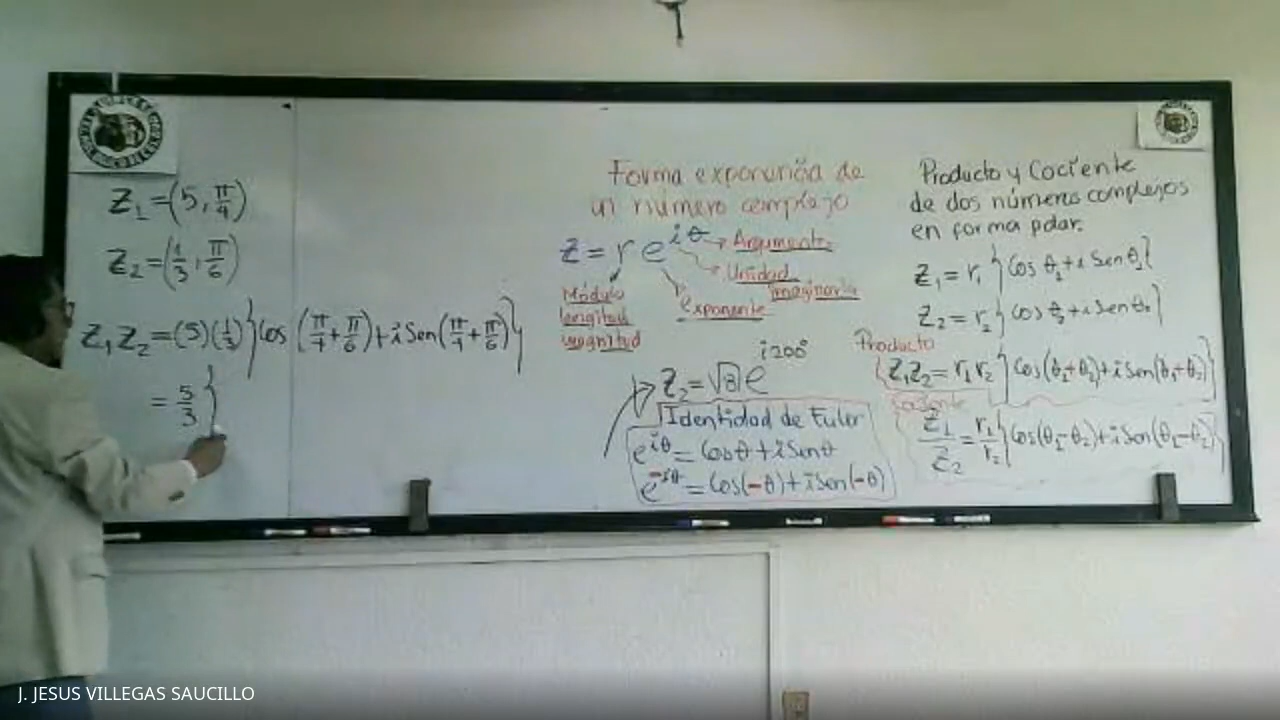 Z₁=(5, π/4)
Z₂=(1/3, π/6)
Z₁Z₂=(5)(1/3){Cos(π/4+π/6)+i Sen(π/4+π/6)}
= 5/3 {
Forma exponencia de
un número complejo
Z=re^iθ
Argumento
Unidad
imaginaria
exponente
Módulo
longitud
magnitud
Z₂=√8 e^i200°
Identidad de Euler
e^iθ=Cosθ+i Senθ
e^-iθ=Cos(-θ)+i Sen(-θ)
Producto y Cociente
de dos números complejos
en forma polar.
Z₁=r₁{Cos θ₁+i Sen θ₁}
Z₂=r₂{Cos θ₂+i Sen θ₂}
Producto
Z₁Z₂=r₁r₂{Cos(θ₁+θ₂)+i Sen(θ₁+θ₂)}
Cociente
Z₁/Z₂=r₁/r₂{Cos(θ₁-θ₂)+i Sen(θ₁-θ₂)}
J. JESUS VILLEGAS SAUCILLO